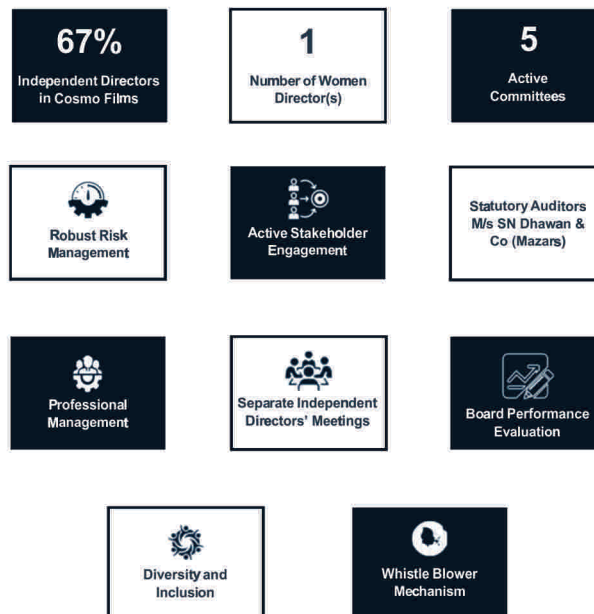 67%
Independent Directors
in Cosmo Films
1
Number of Women
Director(s)
5
Active
Committees
Robust Risk
Management
Active Stakeholder
Engagement
Statutory Auditors
M/s SN Dhawan &
Co (Mazars)
Professional
Management
Separate Independent
Directors' Meetings
Board Performance
Evaluation
Diversity and
Inclusion
Whistle Blower
Mechanism